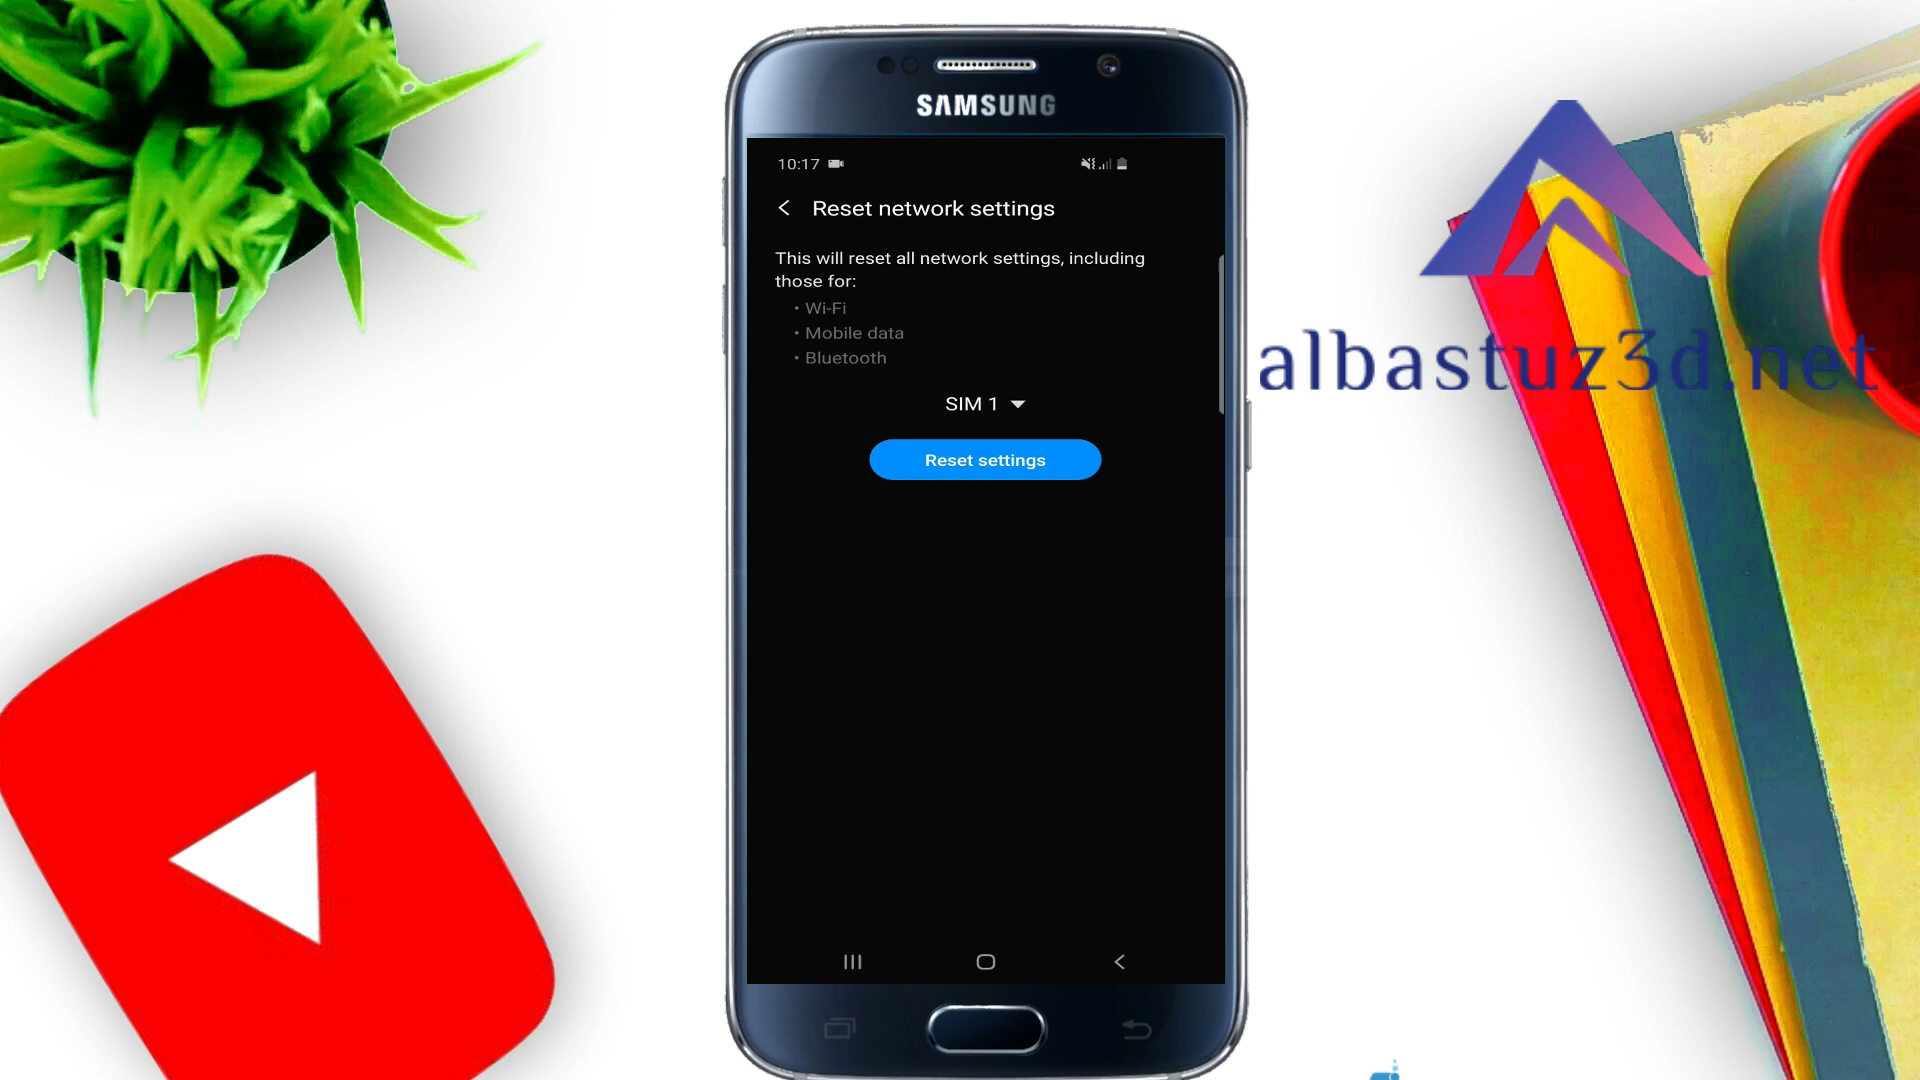 SAMSUNG
10:17
Reset network settings
This will reset all network settings, including
those for:
• Wi-Fi
• Mobile data
• Bluetooth
SIM 1
Reset settings
albastuz3d.net